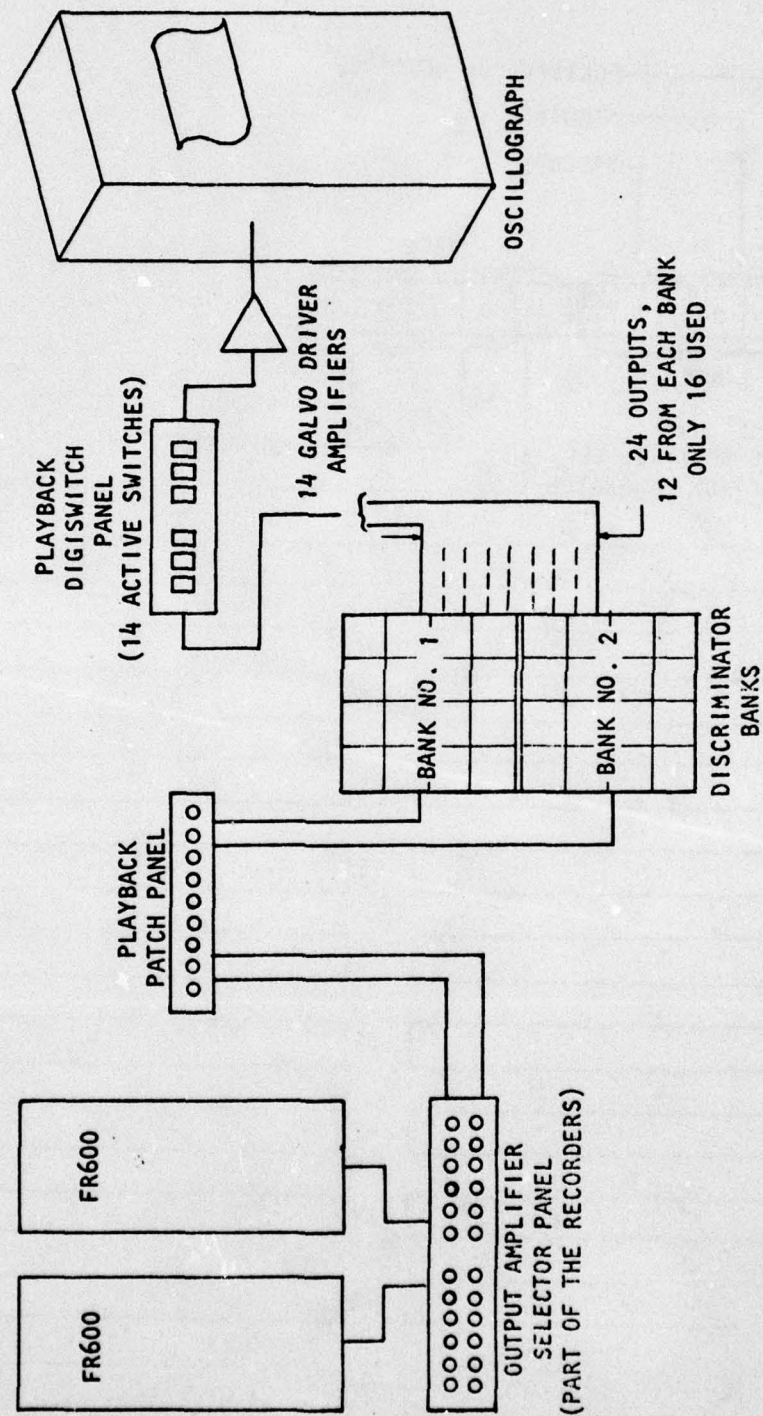 FR600
FR600
OUTPUT AMPLIFIER
SELECTOR PANEL
(PART OF THE RECORDERS)
PLAYBACK
PATCH PANEL
BANK NO. 1
BANK NO. 2
DISCRIMINATOR
BANKS
PLAYBACK
DIGISWITCH
PANEL
(14 ACTIVE SWITCHES)
14 GALVO DRIVER
AMPLIFIERS
24 OUTPUTS,
12 FROM EACH BANK
ONLY 16 USED
OSCILLOGRAPH